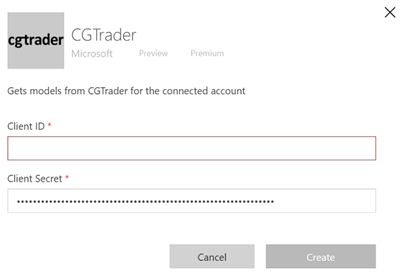 cgtrader
CGTrader
Microsoft Preview Premium
Gets models from CGTrader for the connected account
Client ID *
Client Secret *
Cancel Create